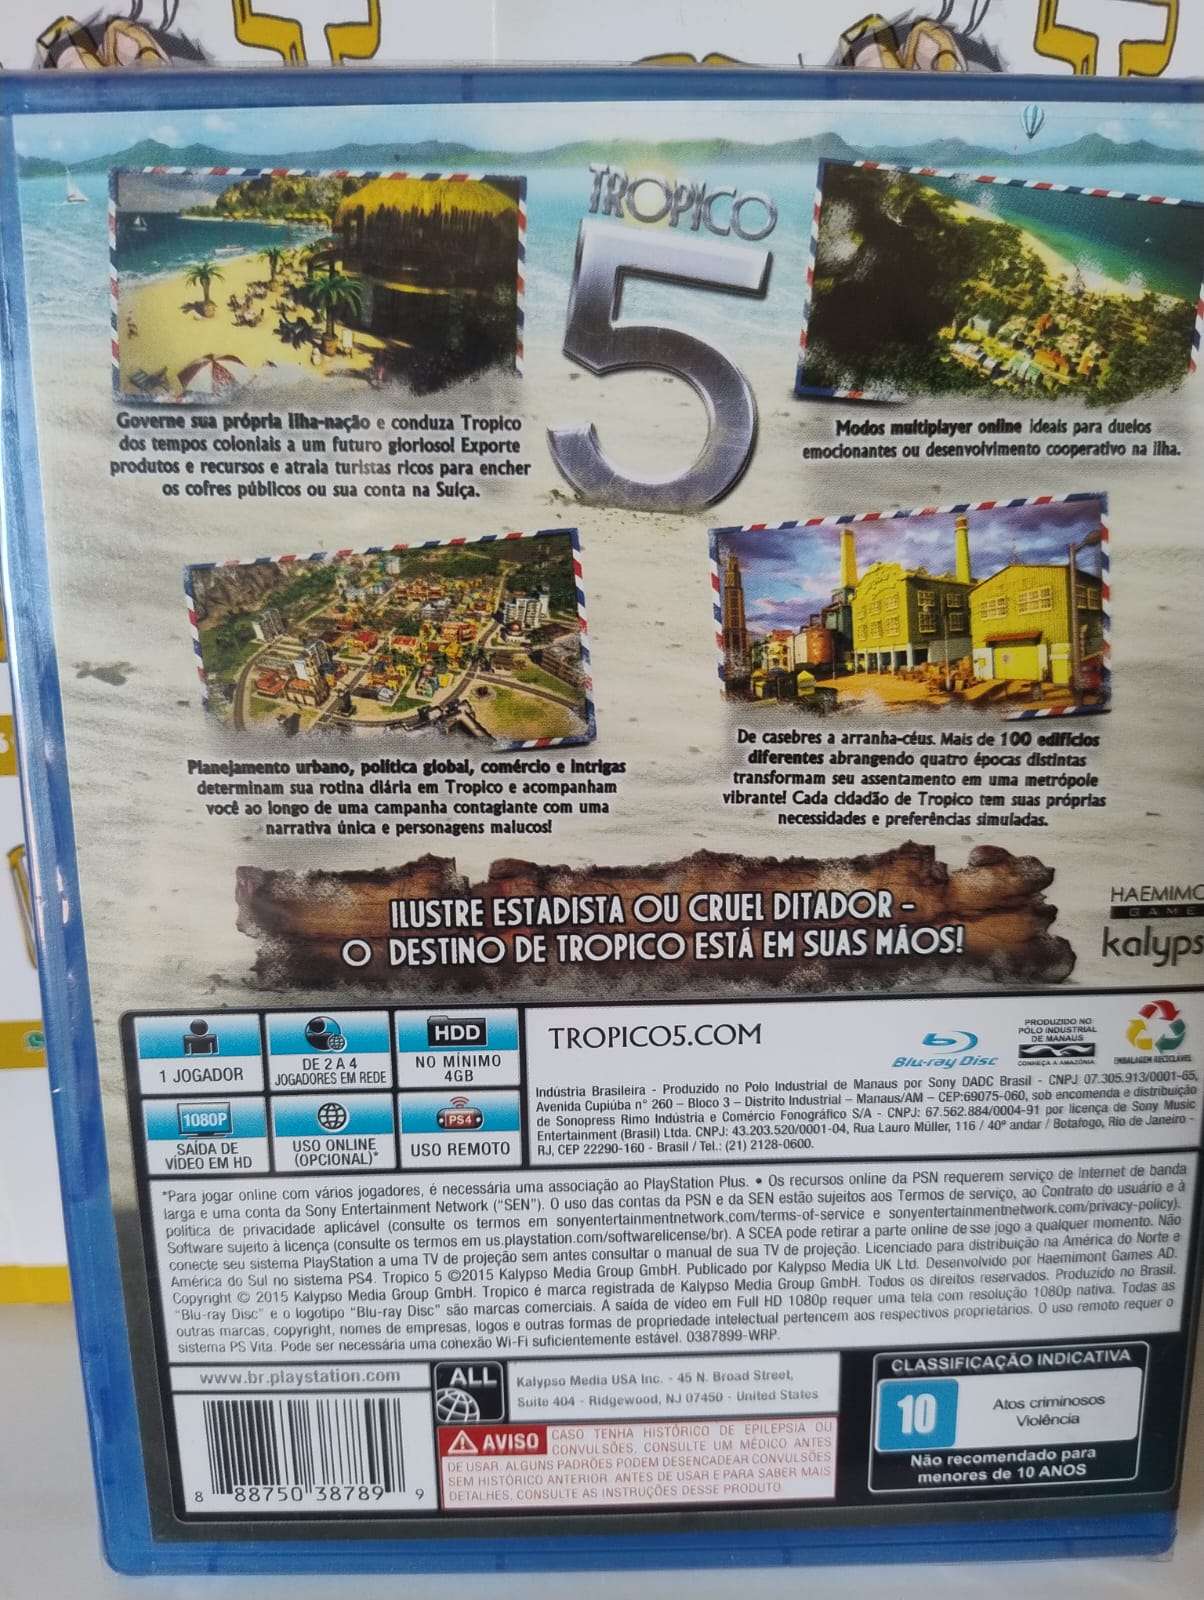 TROPICO
5
Governe sua própria ilha-nação e conduza Tropico
dos tempos coloniais a um futuro glorioso! Exporte
produtos e recursos e atraia turistas ricos para encher
os cofres públicos ou sua conta na Suíça.
Modos multiplayer online ideais para duelos
emocionantes ou desenvolvimento cooperativo na ilha.
Planejamento urbano, política global, comércio e intrigas
determinam sua rotina diária em Tropico e acompanham
você ao longo de uma campanha contagiante com uma
narrativa única e personagens malucos!
De casebres a arranha-céus. Mais de 100 edifícios
diferentes abrangendo quatro épocas distintas
transformam seu assentamento em uma metrópole
vibrante! Cada cidadão de Tropico tem suas próprias
necessidades e preferências simuladas.
ILUSTRE ESTADISTA OU CRUEL DITADOR -
O DESTINO DE TROPICO ESTÁ EM SUAS MÃOS!
HAEMIMO
GAME
kalyps
1 JOGADOR
DE 2 A 4
JOGADORES EM REDE
HDD
NO MÍNIMO
4GB
1080P
SAÍDA DE
VÍDEO EM HD
USO ONLINE
(OPCIONAL)*
PS4
USO REMOTO
TROPICO5.COM
Blu-ray Disc
PRODUZIDO NO
PÓLO INDUSTRIAL
DE MANAUS
CONHEÇA A AMAZÔNIA
EMBALAGEM RECICLÁVEL
Indústria Brasileira - Produzido no Polo Industrial de Manaus por Sony DADC Brasil - CNPJ 07.305.913/0001-65,
Avenida Cupiúba n° 260 – Bloco 3 – Distrito Industrial – Manaus/AM – CEP:69075-060, sob encomenda e distribuição
de Sonopress Rimo Indústria e Comércio Fonográfico S/A - CNPJ: 67.562.884/0004-91 por licença de Sony Music
Entertainment (Brasil) Ltda. CNPJ: 43.203.520/0001-04, Rua Lauro Müller, 116 / 40º andar / Botafogo, Rio de Janeiro -
RJ, CEP 22290-160 - Brasil / Tel.: (21) 2128-0600.
*Para jogar online com vários jogadores, é necessária uma associação ao PlayStation Plus. • Os recursos online da PSN requerem serviço de Internet de banda
larga e uma conta da Sony Entertainment Network (“SEN”). O uso das contas da PSN e da SEN estão sujeitos aos Termos de serviço, ao Contrato do usuário e à
política de privacidade aplicável (consulte os termos em sonyentertainmentnetwork.com/terms-of-service e sonyentertainmentnetwork.com/privacy-policy).
Software sujeito à licença (consulte os termos em us.playstation.com/softwarelicense/br). A SCEA pode retirar a parte online desse jogo a qualquer momento. Não
conecte seu sistema PlayStation a uma TV de projeção sem antes consultar o manual de sua TV de projeção. Licenciado para distribuição na América do Norte e
América do Sul no sistema PS4. Tropico 5 ©2015 Kalypso Media Group GmbH. Publicado por Kalypso Media UK Ltd. Desenvolvido por Haemimont Games AD.
Copyright © 2015 Kalypso Media Group GmbH. Tropico é marca registrada de Kalypso Media Group GmbH. Todos os direitos reservados. Produzido no Brasil.
“Blu-ray Disc” e o logotipo “Blu-ray Disc” são marcas comerciais. A saída de vídeo em Full HD 1080p requer uma tela com resolução 1080p nativa. Todas as
outras marcas, copyright, nomes de empresas, logos e outras formas de propriedade intelectual pertencem aos respectivos proprietários. O uso remoto requer o
sistema PS Vita. Pode ser necessária uma conexão Wi-Fi suficientemente estável. 0387899-WRP.
www.br.playstation.com
8 88750 38789 9
ALL
Kalypso Media USA Inc. - 45 N. Broad Street,
Suite 404 - Ridgewood, NJ 07450 - United States
AVISO CASO TENHA HISTÓRICO DE EPILEPSIA OU
CONVULSÕES, CONSULTE UM MÉDICO ANTES
DE USAR. ALGUNS PADRÕES PODEM DESENCADEAR CONVULSÕES
SEM HISTÓRICO ANTERIOR. ANTES DE USAR E PARA SABER MAIS
DETALHES, CONSULTE AS INSTRUÇÕES DESSE PRODUTO
CLASSIFICAÇÃO INDICATIVA
10
Atos criminosos
Violência
Não recomendado para
menores de 10 ANOS